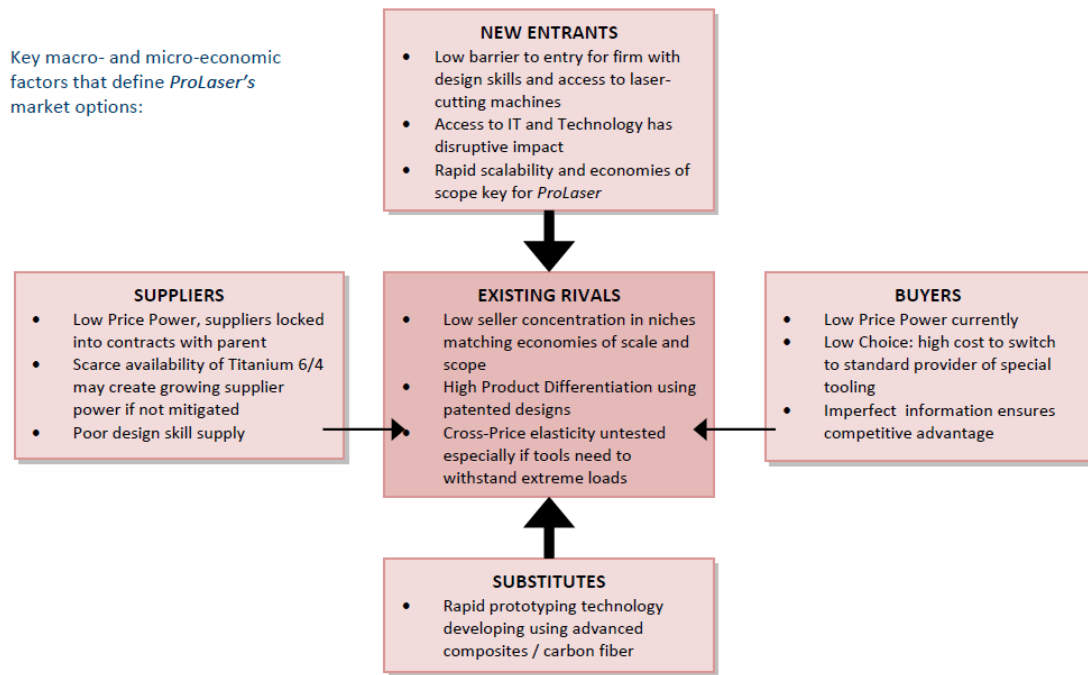 Key macro- and micro-economic
factors that define ProLaser's
market options:
NEW ENTRANTS
• Low barrier to entry for firm with
design skills and access to laser-
cutting machines
• Access to IT and Technology has
disruptive impact
• Rapid scalability and economies of
scope key for ProLaser
SUPPLIERS
• Low Price Power, suppliers locked
into contracts with parent
• Scarce availability of Titanium 6/4
may create growing supplier
power if not mitigated
• Poor design skill supply
EXISTING RIVALS
• Low seller concentration in niches
matching economies of scale and
scope
• High Product Differentiation using
patented designs
• Cross-Price elasticity untested
especially if tools need to
withstand extreme loads
BUYERS
• Low Price Power currently
• Low Choice: high cost to switch
to standard provider of special
tooling
• Imperfect information ensures
competitive advantage
SUBSTITUTES
• Rapid prototyping technology
developing using advanced
composites / carbon fiber